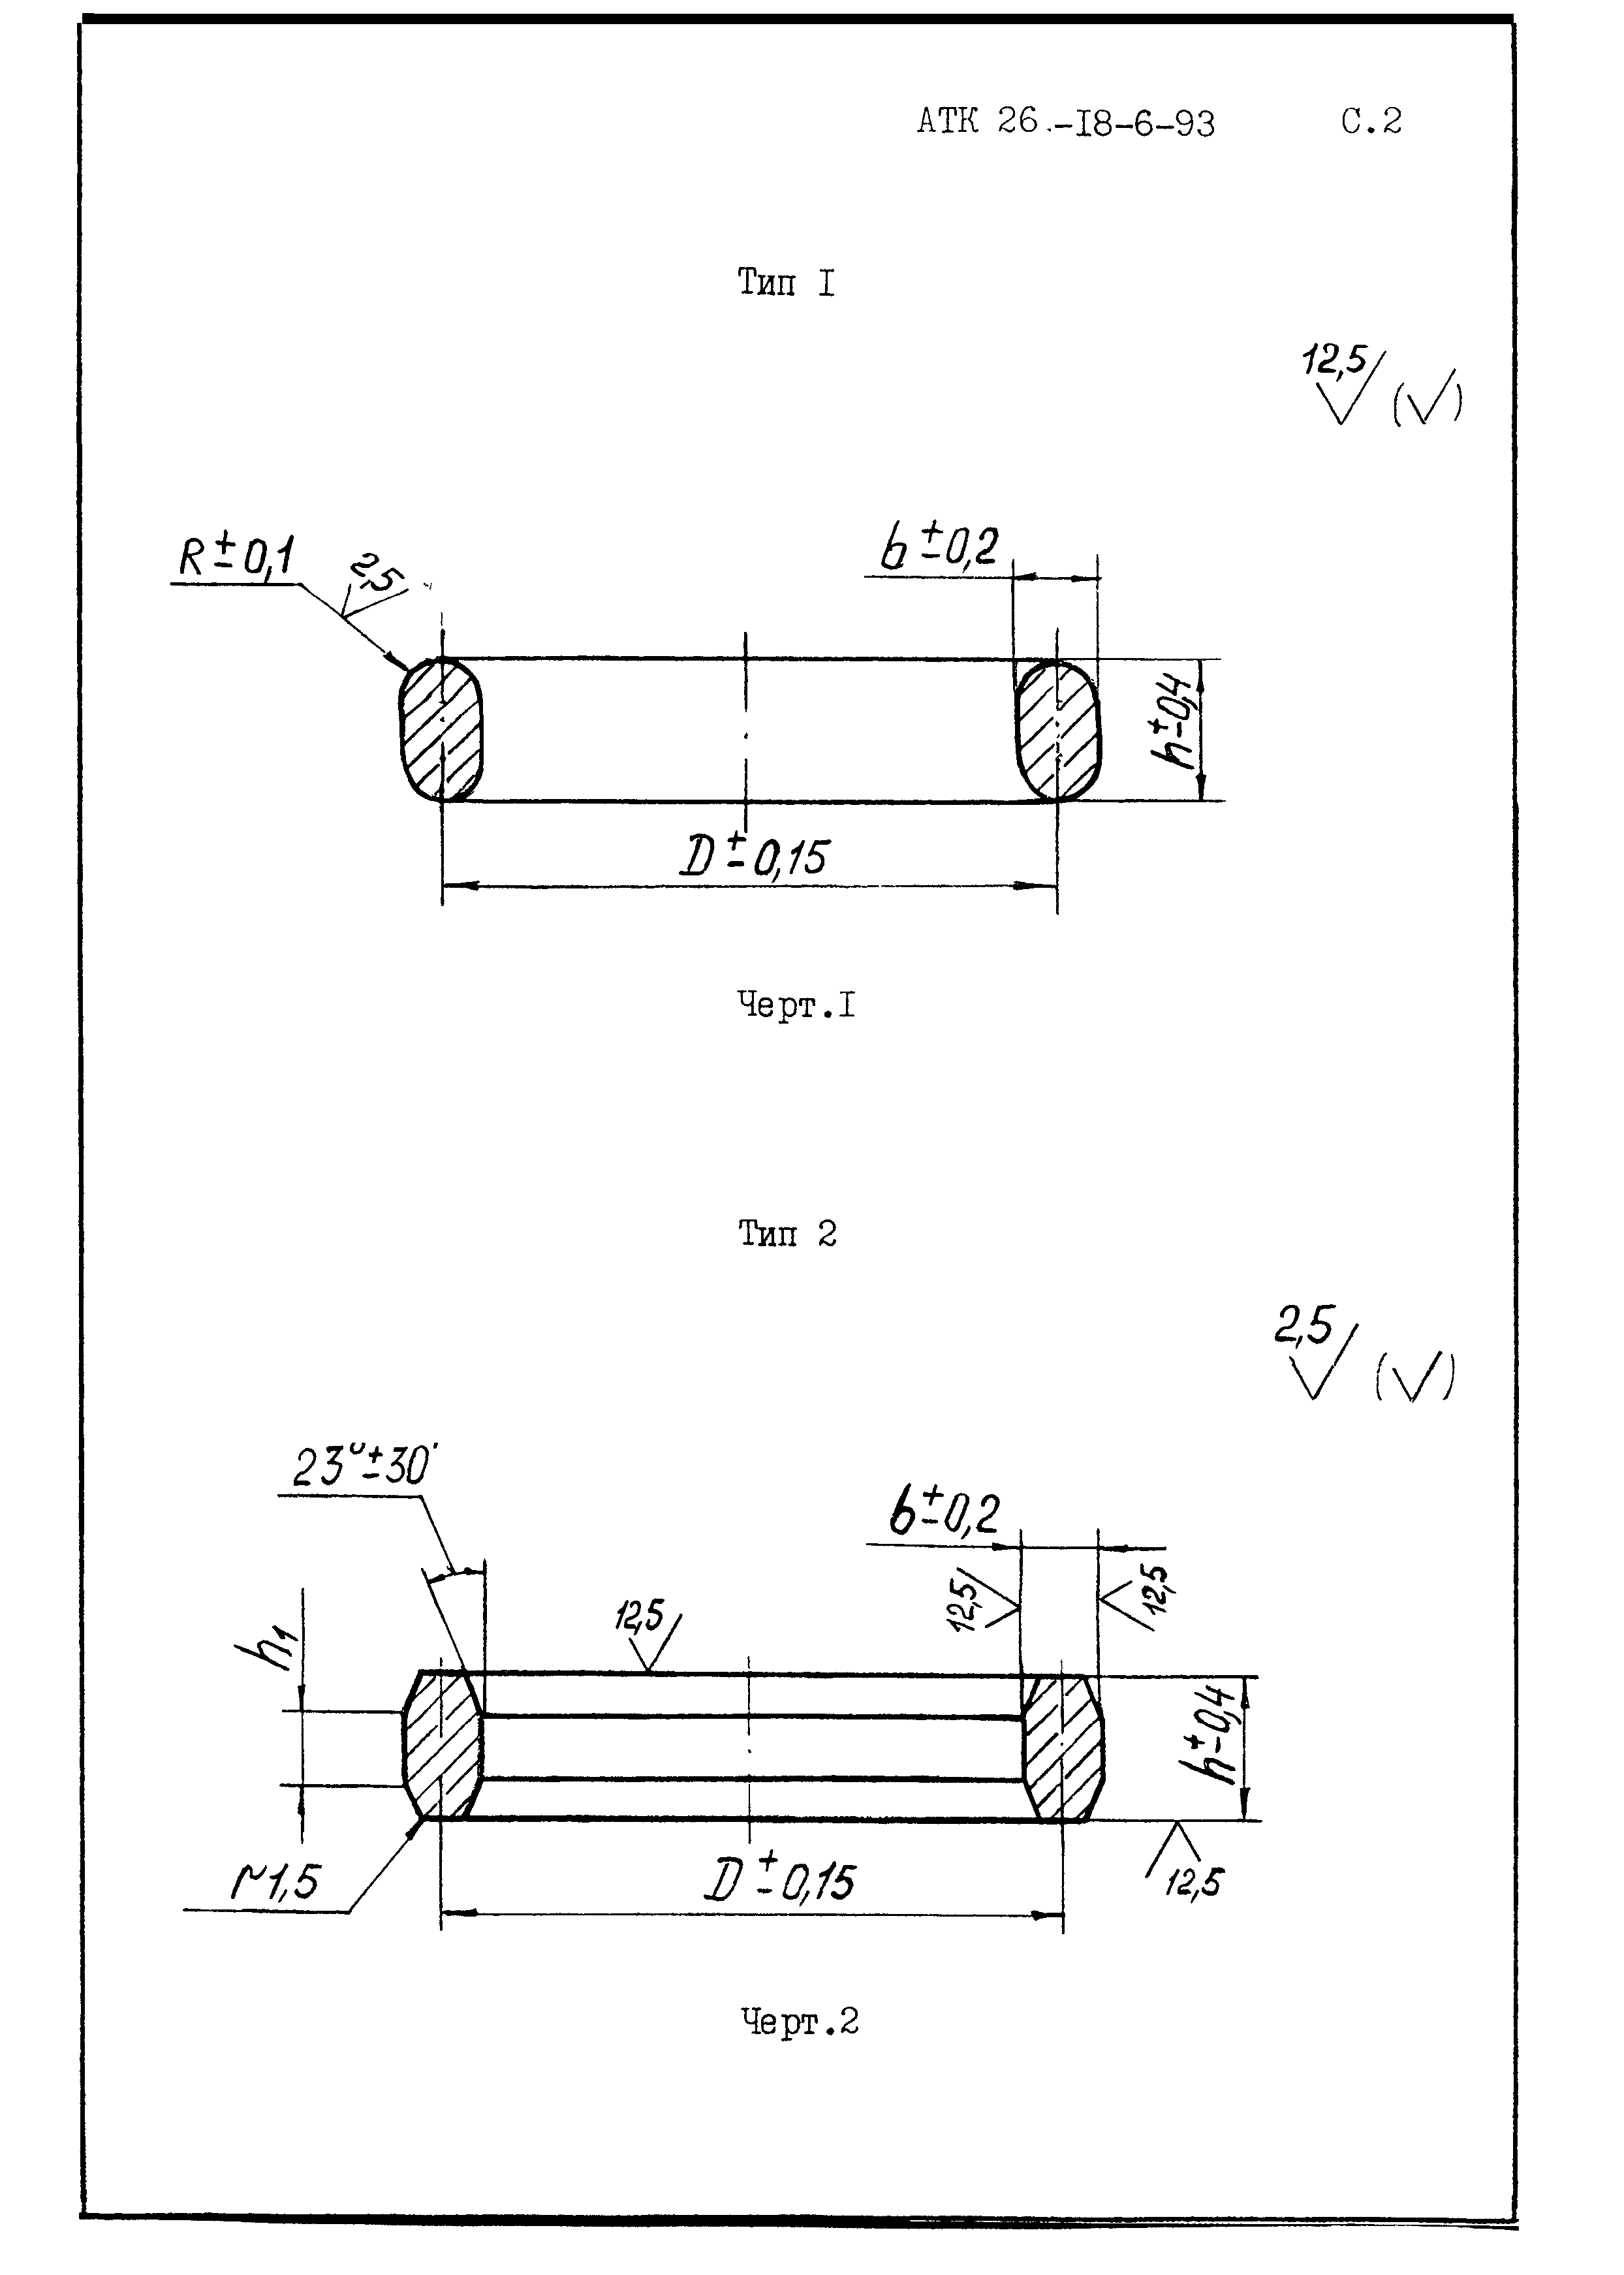 АТК 26-I8-6-93 С.2
Тип I
12,5 (√)
R±0,1
2,5
b±0,2
h±0,4
D±0,15
Черт.I
Тип 2
2,5 (√)
23°±30'
b±0,2
12,5
12,5
12,5
h1
h±0,4
r1,5
D±0,15
12,5
Черт.2